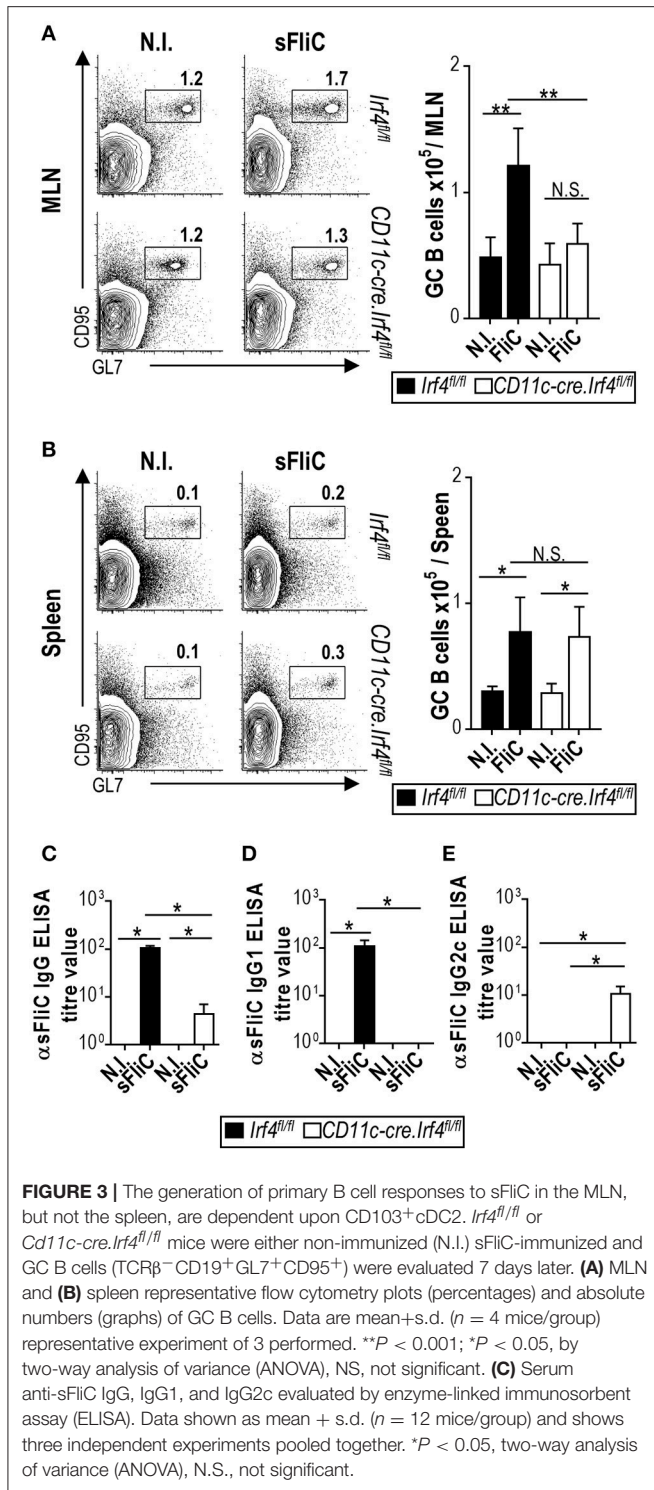 A
N.I.
sFliC
1.2
1.7
Irf4fl/fl
MLN
1.2
1.3
CD11c-cre.Irf4fl/fl
CD95
GL7
2
1
0
GC B cells x10⁵/ MLN
**
**
N.S.
N.I.
FliC
N.I.
FliC
Irf4fl/fl CD11c-cre.Irf4fl/fl
B
N.I.
sFliC
0.1
0.2
Irf4fl/fl
Spleen
0.1
0.3
CD11c-cre.Irf4fl/fl
CD95
GL7
2
1
0
GC B cells x10⁵ / Speen
N.S.
*
*
N.I.
FliC
N.I.
FliC
Irf4fl/fl CD11c-cre.Irf4fl/fl
C
αsFliC IgG ELISA
titre value
10³
10²
10¹
10⁰
*
*
*
N.I.
sFliC
N.I.
sFliC
D
αsFliC IgG1 ELISA
titre value
10³
10²
10¹
10⁰
*
*
N.I.
sFliC
N.I.
sFliC
E
αsFliC IgG2c ELISA
titre value
10³
10²
10¹
10⁰
*
*
N.I.
sFliC
N.I.
sFliC
Irf4fl/fl CD11c-cre.Irf4fl/fl
FIGURE 3 | The generation of primary B cell responses to sFliC in the MLN,
but not the spleen, are dependent upon CD103+cDC2. Irf4fl/fl or
Cd11c-cre.Irf4fl/fl mice were either non-immunized (N.I.) sFliC-immunized and
GC B cells (TCRβ−CD19+GL7+CD95+) were evaluated 7 days later. (A) MLN
and (B) spleen representative flow cytometry plots (percentages) and absolute
numbers (graphs) of GC B cells. Data are mean+s.d. (n = 4 mice/group)
representative experiment of 3 performed. **P < 0.001; *P < 0.05, by
two-way analysis of variance (ANOVA), NS, not significant. (C) Serum
anti-sFliC IgG, IgG1, and IgG2c evaluated by enzyme-linked immunosorbent
assay (ELISA). Data shown as mean + s.d. (n = 12 mice/group) and shows
three independent experiments pooled together. *P < 0.05, two-way analysis
of variance (ANOVA), N.S., not significant.